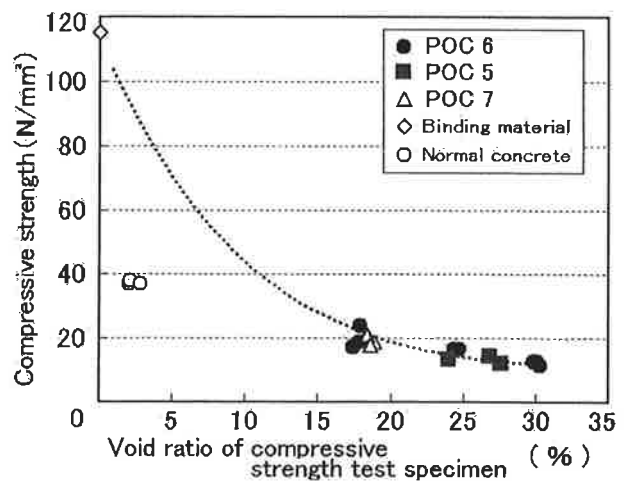 120
100
80
60
40
20
0
5
10
15
20
25
30
35
Compressive strength (N/mm²)
POC 6
POC 5
POC 7
Binding material
Normal concrete
Void ratio of compressive
strength test specimen
(%)